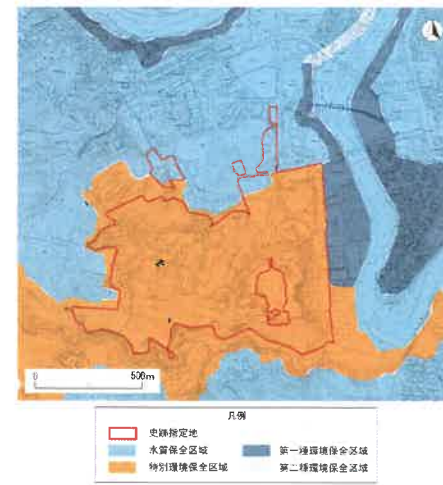 0 500m
凡例
史跡指定地
水質保全区域
特別環境保全区域
第一種環境保全区域
第二種環境保全区域